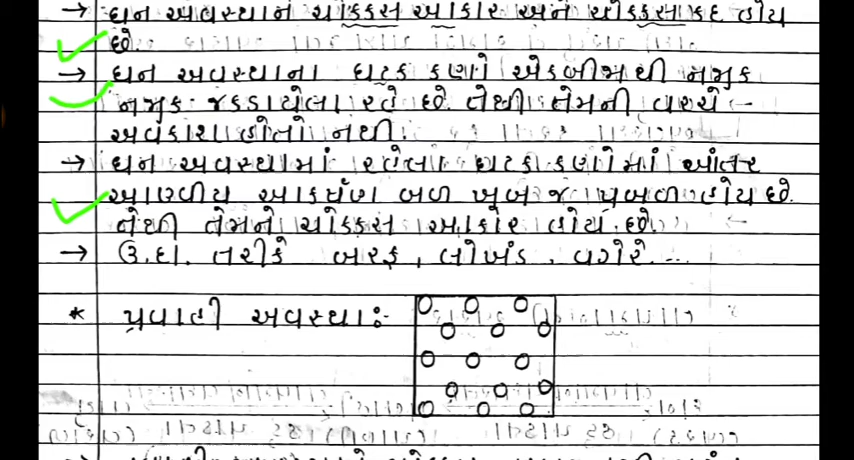 → ઘન અવસ્થાને ચોક્કસ આકાર અને ચોક્કસ કદ હોય
છે.
→ ઘન અવસ્થાના ઘટક કણો એકબીજાથી નજીક
નજીક જકડાયેલા રહે છે. તેથી તેમની વચ્ચે -
અવકાશ હોતો નથી.
→ ઘન અવસ્થામાં રહેલા ઘટક કણોમાં આંતર
આણ્વીય આકર્ષણ બળ ખૂબ જ પ્રબળ હોય છે.
તેથી તેમને ચોક્કસ આકાર હોય છે.
→ ઉ.દા. તરીકે બરફ, લોખંડ, વગેરે...
* પ્રવાહી અવસ્થા:-